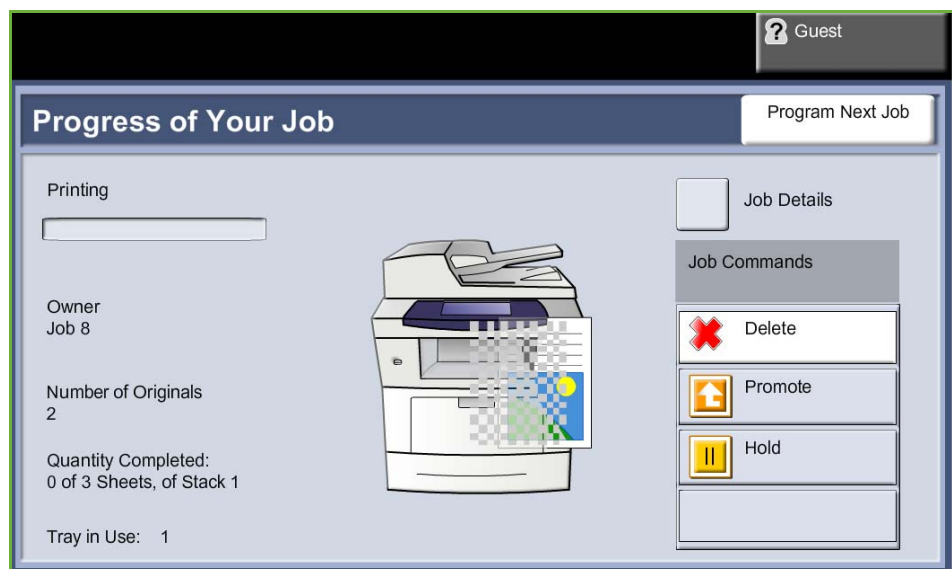 Guest
Progress of Your Job
Program Next Job
Printing
Job Details
Job Commands
Owner
Job 8
Delete
Number of Originals
2
Promote
Quantity Completed:
0 of 3 Sheets, of Stack 1
Hold
Tray in Use: 1